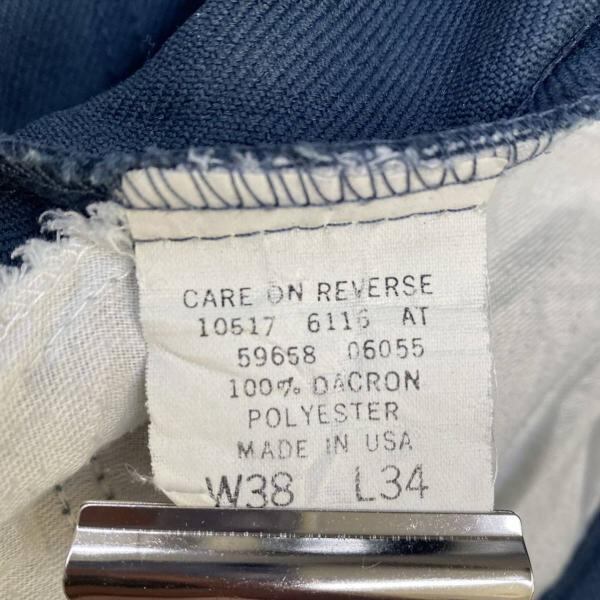 CARE ON REVERSE
10517 6116 AT
59658 06055
100% DACRON
POLYESTER
MADE IN USA
W38 L34